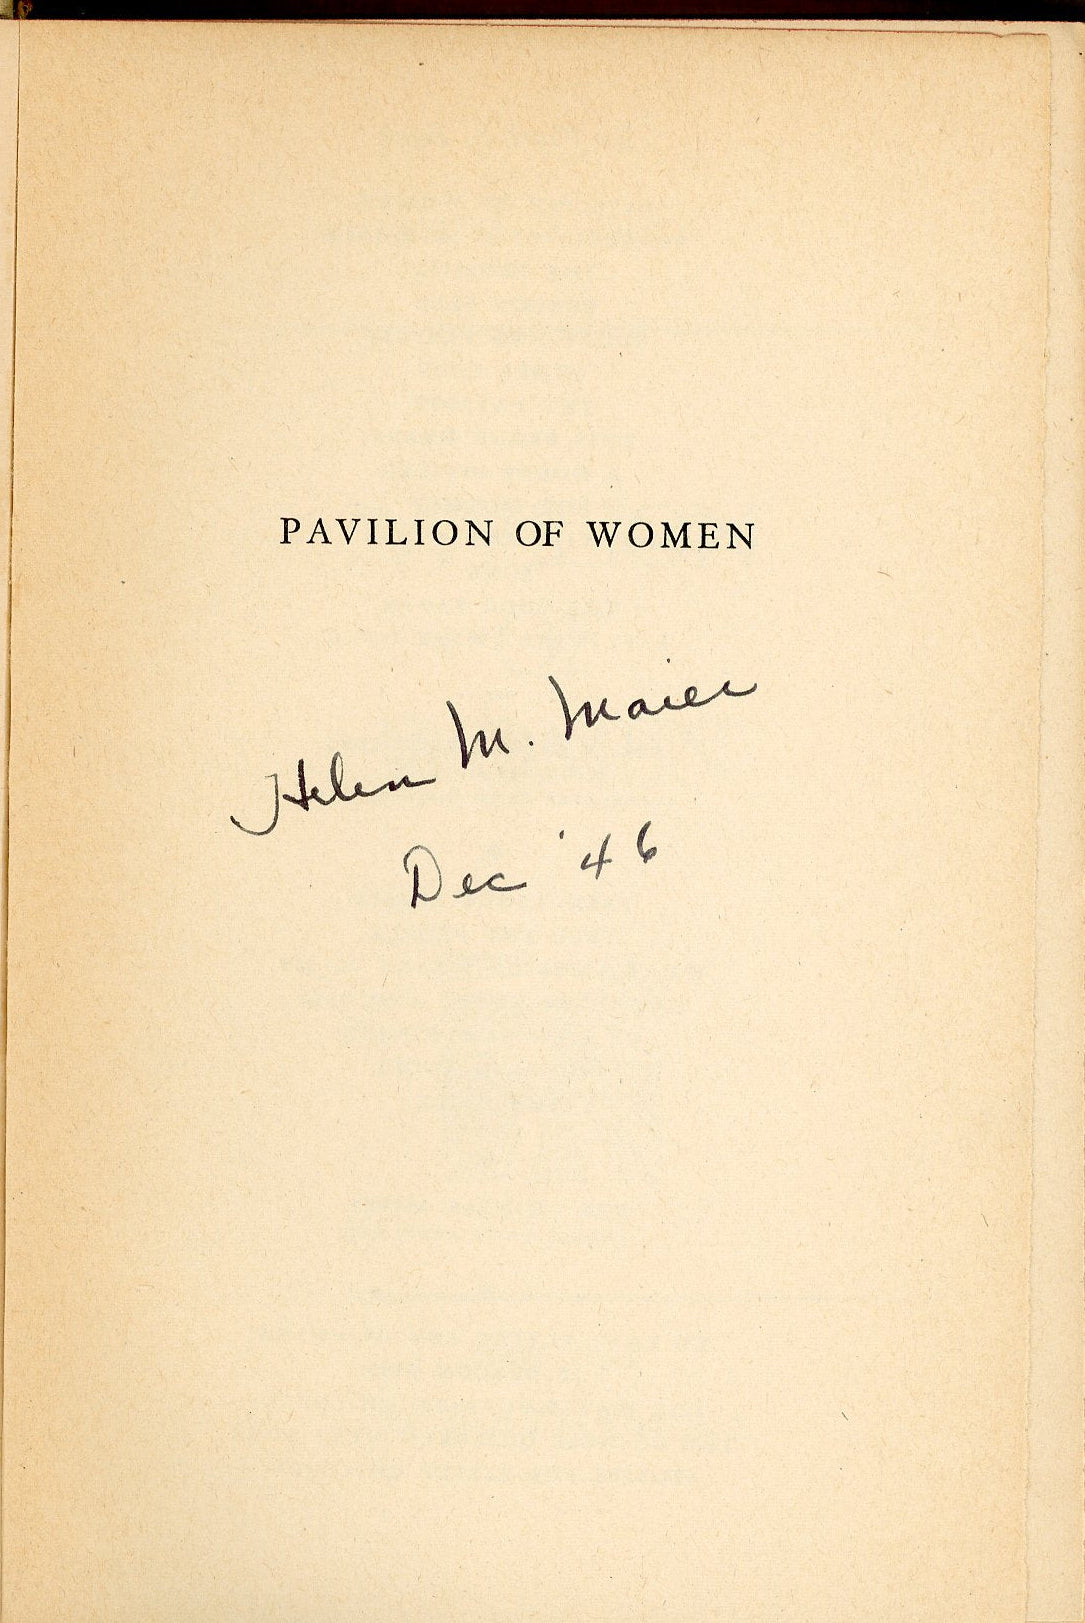 PAVILION OF WOMEN
Helen M. Maier
Dec '46